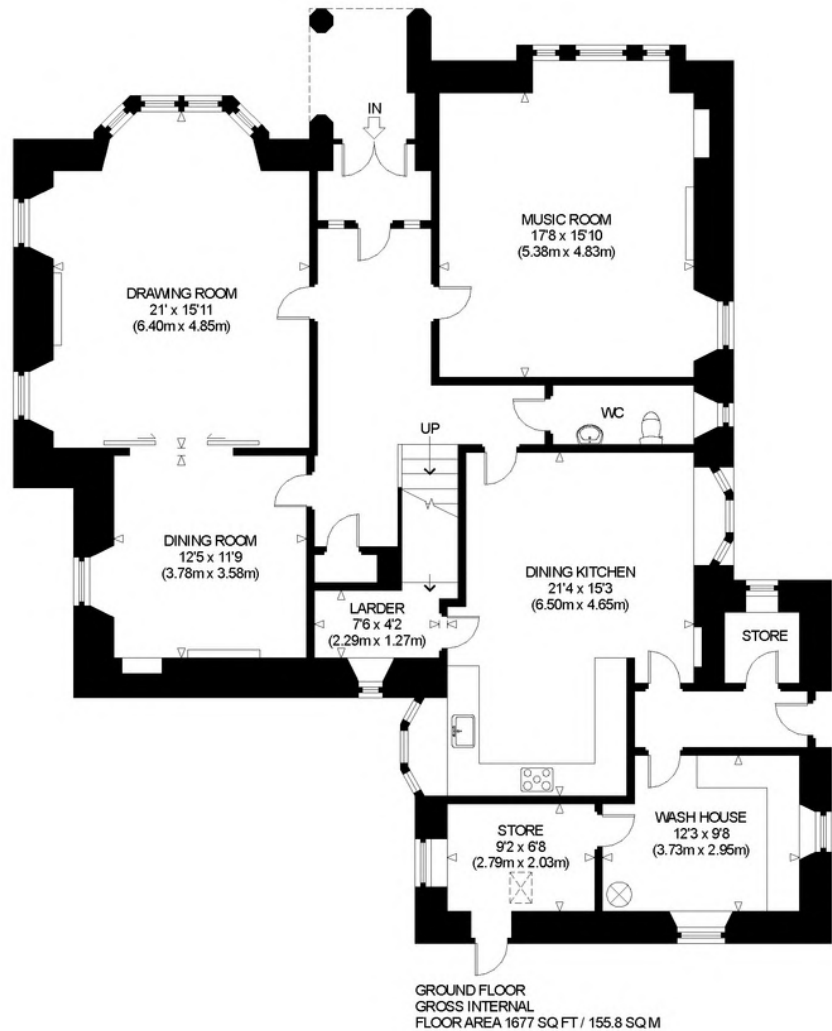 IN
MUSIC ROOM
17'8 x 15'10
(5.38m x 4.83m)
DRAWING ROOM
21' x 15'11
(6.40m x 4.85m)
WC
UP
DINING ROOM
12'5 x 11'9
(3.78m x 3.58m)
DINING KITCHEN
21'4 x 15'3
(6.50m x 4.65m)
LARDER
7'6 x 4'2
(2.29m x 1.27m)
STORE
STORE
9'2 x 6'8
(2.79m x 2.03m)
WASH HOUSE
12'3 x 9'8
(3.73m x 2.95m)
GROUND FLOOR
GROSS INTERNAL
FLOOR AREA 1677 SQ FT / 155.8 SQ M